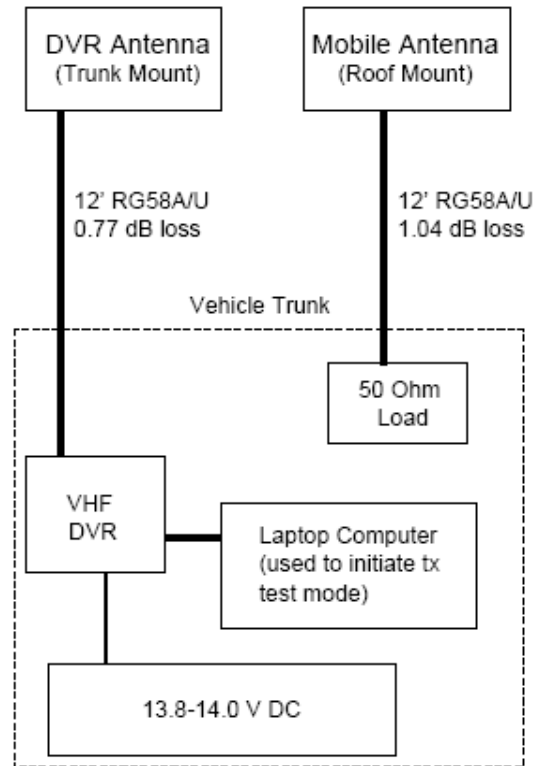 DVR Antenna
(Trunk Mount)
Mobile Antenna
(Roof Mount)
12' RG58A/U
0.77 dB loss
12' RG58A/U
1.04 dB loss
Vehicle Trunk
50 Ohm
Load
VHF
DVR
Laptop Computer
(used to initiate tx
test mode)
13.8-14.0 V DC